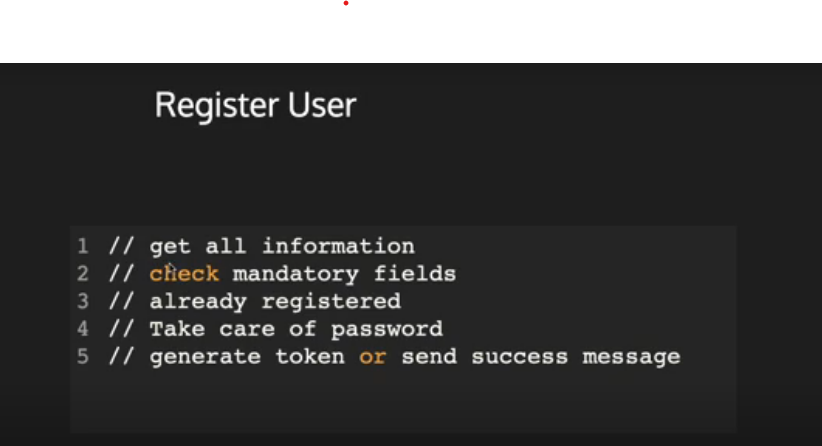 Register User
1 // get all information
2 // check mandatory fields
3 // already registered
4 // Take care of password
5 // generate token or send success message